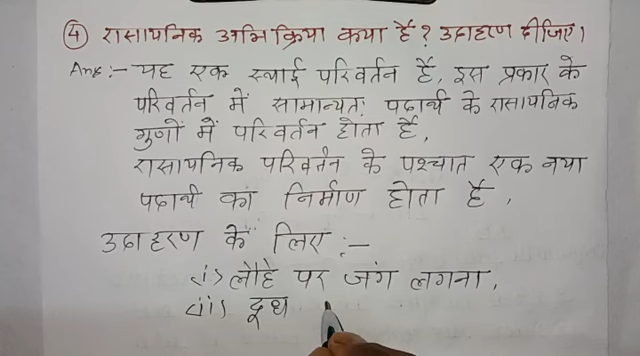 ④ रासायनिक अभिक्रिया क्या है? उदाहरण दीजिए।
Ans:- यह एक स्थाई परिवर्तन है, इस प्रकार के
परिवर्तन में सामान्यतः पदार्थ के रासायनिक
गुणों में परिवर्तन होता है,
रासायनिक परिवर्तन के पश्चात एक नया
पदार्थ का निर्माण होता है,
उदाहरण के लिए :-
(i) लौहे पर जंग लगना,
(ii) दूध